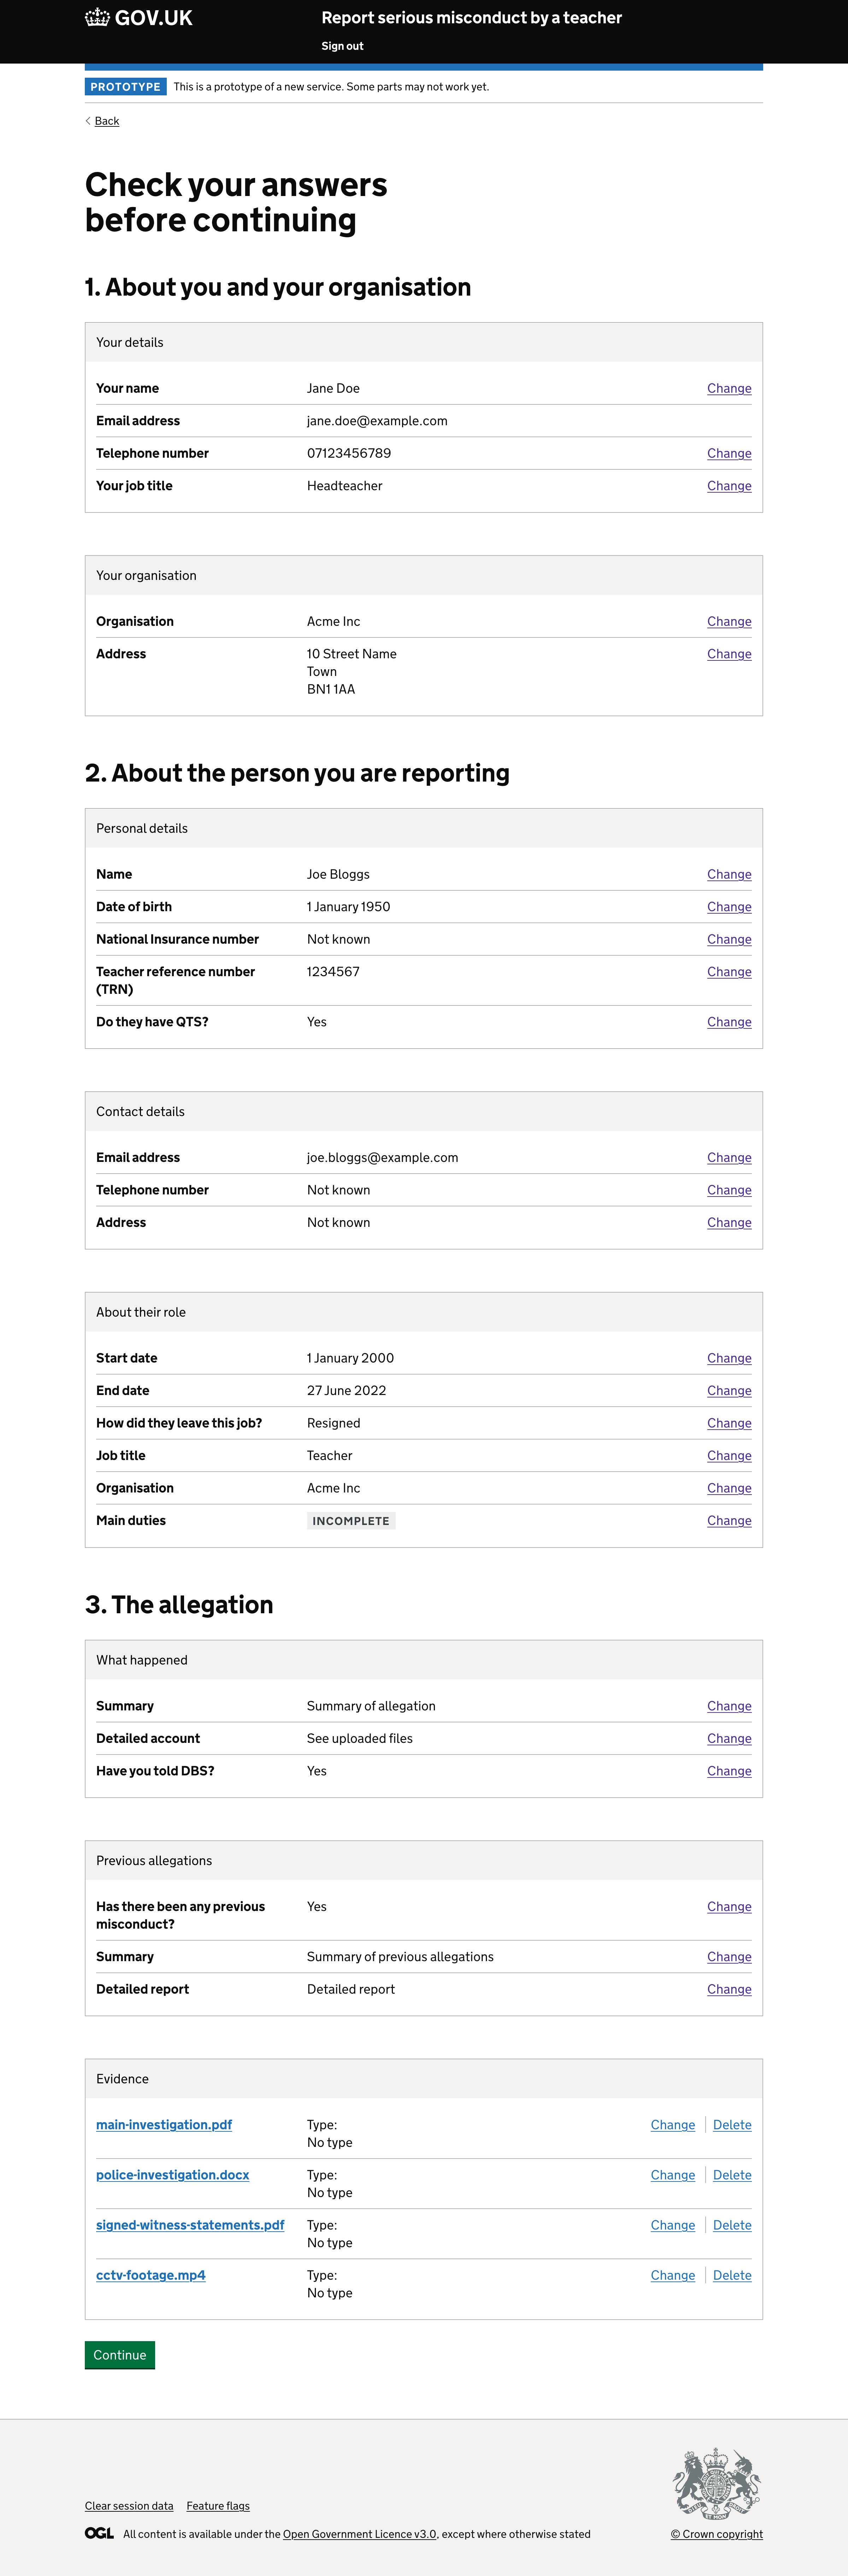 GOV.UK
Report serious misconduct by a teacher
Sign out
PROTOTYPE This is a prototype of a new service. Some parts may not work yet.
Back
Check your answers
before continuing
1. About you and your organisation
Your details
Your name Jane Doe Change
Email address jane.doe@example.com
Telephone number 07123456789 Change
Your job title Headteacher Change
Your organisation
Organisation Acme Inc Change
Address 10 Street Name Change
Town
BN1 1AA
2. About the person you are reporting
Personal details
Name Joe Bloggs Change
Date of birth 1 January 1950 Change
National Insurance number Not known Change
Teacher reference number 1234567 Change
(TRN)
Do they have QTS? Yes Change
Contact details
Email address joe.bloggs@example.com Change
Telephone number Not known Change
Address Not known Change
About their role
Start date 1 January 2000 Change
End date 27 June 2022 Change
How did they leave this job? Resigned Change
Job title Teacher Change
Organisation Acme Inc Change
Main duties INCOMPLETE Change
3. The allegation
What happened
Summary Summary of allegation Change
Detailed account See uploaded files Change
Have you told DBS? Yes Change
Previous allegations
Has there been any previous Yes Change
misconduct?
Summary Summary of previous allegations Change
Detailed report Detailed report Change
Evidence
main-investigation.pdf Type: Change Delete
No type
police-investigation.docx Type: Change Delete
No type
signed-witness-statements.pdf Type: Change Delete
No type
cctv-footage.mp4 Type: Change Delete
No type
Continue
Clear session data Feature flags
OGL All content is available under the Open Government Licence v3.0, except where otherwise stated
© Crown copyright